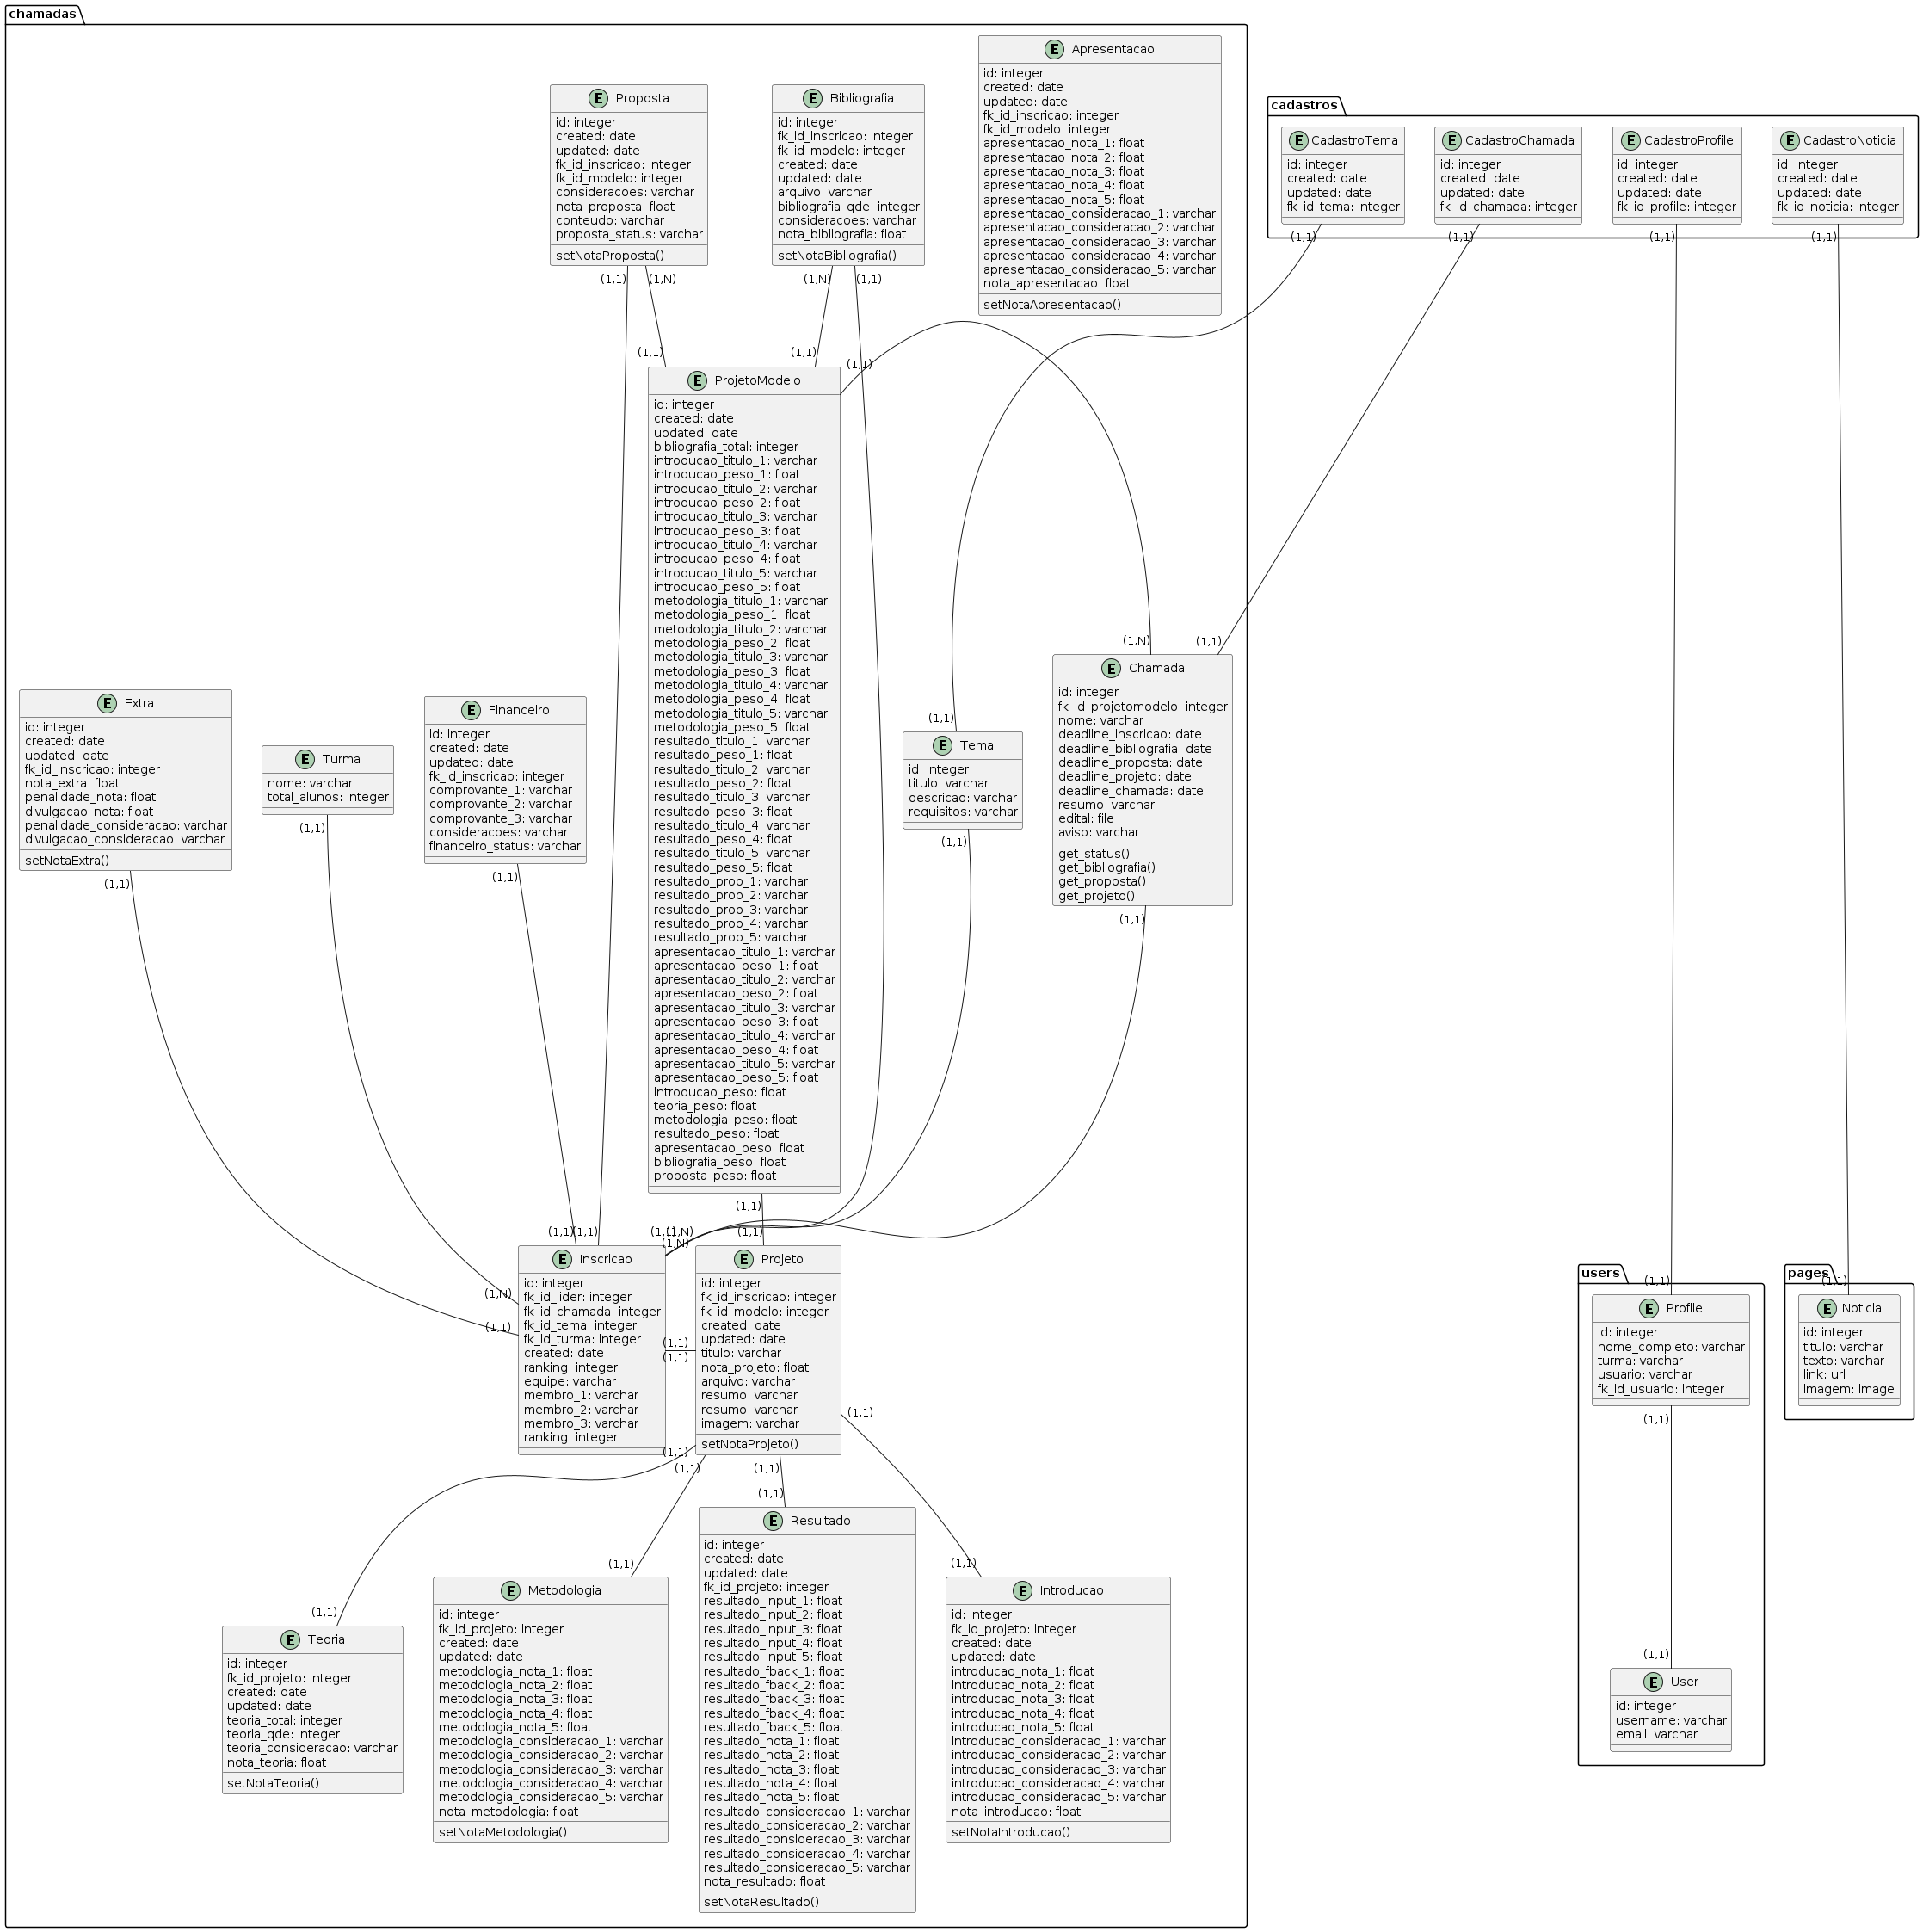 chamadas
E Apresentacao
id: integer
created: date
updated: date
fk_id_inscricao: integer
fk_id_modelo: integer
apresentacao_nota_1: float
apresentacao_nota_2: float
apresentacao_nota_3: float
apresentacao_nota_4: float
apresentacao_nota_5: float
apresentacao_consideracao_1: varchar
apresentacao_consideracao_2: varchar
apresentacao_consideracao_3: varchar
apresentacao_consideracao_4: varchar
apresentacao_consideracao_5: varchar
nota_apresentacao: float
setNotaApresentacao()
E Proposta
id: integer
created: date
updated: date
fk_id_inscricao: integer
fk_id_modelo: integer
consideracoes: varchar
nota_proposta: float
conteudo: varchar
proposta_status: varchar
setNotaProposta()
(1,1)
(1,N)
E Bibliografia
id: integer
fk_id_inscricao: integer
fk_id_modelo: integer
created: date
updated: date
arquivo: varchar
bibliografia_qde: integer
consideracoes: varchar
nota_bibliografia: float
setNotaBibliografia()
(1,N)
(1,1)
cadastros
E CadastroTema
id: integer
created: date
updated: date
fk_id_tema: integer
(1,1)
E CadastroChamada
id: integer
created: date
updated: date
fk_id_chamada: integer
(1,1)
E CadastroProfile
id: integer
created: date
updated: date
fk_id_profile: integer
(1,1)
E CadastroNoticia
id: integer
created: date
updated: date
fk_id_noticia: integer
(1,1)
(1,1)
(1,1)
(1,1)
E ProjetoModelo
id: integer
created: date
updated: date
bibliografia_total: integer
introducao_titulo_1: varchar
introducao_peso_1: float
introducao_titulo_2: varchar
introducao_peso_2: float
introducao_titulo_3: varchar
introducao_peso_3: float
introducao_titulo_4: varchar
introducao_peso_4: float
introducao_titulo_5: varchar
introducao_peso_5: float
metodologia_titulo_1: varchar
metodologia_peso_1: float
metodologia_titulo_2: varchar
metodologia_peso_2: float
metodologia_titulo_3: varchar
metodologia_peso_3: float
metodologia_titulo_4: varchar
metodologia_peso_4: float
metodologia_titulo_5: varchar
metodologia_peso_5: float
resultado_titulo_1: varchar
resultado_peso_1: float
resultado_titulo_2: varchar
resultado_peso_2: float
resultado_titulo_3: varchar
resultado_peso_3: float
resultado_titulo_4: varchar
resultado_peso_4: float
resultado_titulo_5: varchar
resultado_peso_5: float
resultado_prop_1: varchar
resultado_prop_2: varchar
resultado_prop_3: varchar
resultado_prop_4: varchar
resultado_prop_5: varchar
apresentacao_titulo_1: varchar
apresentacao_peso_1: float
apresentacao_titulo_2: varchar
apresentacao_peso_2: float
apresentacao_titulo_3: varchar
apresentacao_peso_3: float
apresentacao_titulo_4: varchar
apresentacao_peso_4: float
apresentacao_titulo_5: varchar
apresentacao_peso_5: float
introducao_peso: float
teoria_peso: float
metodologia_peso: float
resultado_peso: float
apresentacao_peso: float
bibliografia_peso: float
proposta_peso: float
(1,1)
(1,N)
(1,1)
E Chamada
id: integer
fk_id_projetomodelo: integer
nome: varchar
deadline_inscricao: date
deadline_bibliografia: date
deadline_proposta: date
deadline_projeto: date
deadline_chamada: date
resumo: varchar
edital: file
aviso: varchar
get_status()
get_bibliografia()
get_proposta()
get_projeto()
(1,1)
(1,1)
E Tema
id: integer
titulo: varchar
descricao: varchar
requisitos: varchar
(1,1)
E Extra
id: integer
created: date
updated: date
fk_id_inscricao: integer
nota_extra: float
penalidade_nota: float
divulgacao_nota: float
penalidade_consideracao: varchar
divulgacao_consideracao: varchar
setNotaExtra()
(1,1)
E Turma
nome: varchar
total_alunos: integer
(1,1)
E Financeiro
id: integer
created: date
updated: date
fk_id_inscricao: integer
comprovante_1: varchar
comprovante_2: varchar
comprovante_3: varchar
consideracoes: varchar
financeiro_status: varchar
(1,1)
(1,1)
(1,1)
(1,1)
(1,N)
(1,N)
(1,1)
(1,N)
(1,1)
E Inscricao
id: integer
fk_id_lider: integer
fk_id_chamada: integer
fk_id_tema: integer
fk_id_turma: integer
created: date
ranking: integer
equipe: varchar
membro_1: varchar
membro_2: varchar
membro_3: varchar
ranking: integer
(1,1)
(1,1)
E Projeto
id: integer
fk_id_inscricao: integer
fk_id_modelo: integer
created: date
updated: date
titulo: varchar
nota_projeto: float
arquivo: varchar
resumo: varchar
resumo: varchar
imagem: varchar
setNotaProjeto()
(1,1)
(1,1)
(1,1)
(1,1)
users
(1,1)
E Profile
id: integer
nome_completo: varchar
turma: varchar
usuario: varchar
fk_id_usuario: integer
(1,1)
pages
(1,1)
E Noticia
id: integer
titulo: varchar
texto: varchar
link: url
imagem: image
(1,1)
E Teoria
id: integer
fk_id_projeto: integer
created: date
updated: date
teoria_total: integer
teoria_qde: integer
teoria_consideracao: varchar
nota_teoria: float
setNotaTeoria()
(1,1)
E Metodologia
id: integer
fk_id_projeto: integer
created: date
updated: date
metodologia_nota_1: float
metodologia_nota_2: float
metodologia_nota_3: float
metodologia_nota_4: float
metodologia_nota_5: float
metodologia_consideracao_1: varchar
metodologia_consideracao_2: varchar
metodologia_consideracao_3: varchar
metodologia_consideracao_4: varchar
metodologia_consideracao_5: varchar
nota_metodologia: float
setNotaMetodologia()
(1,1)
E Resultado
id: integer
created: date
updated: date
fk_id_projeto: integer
resultado_input_1: float
resultado_input_2: float
resultado_input_3: float
resultado_input_4: float
resultado_input_5: float
resultado_fback_1: float
resultado_fback_2: float
resultado_fback_3: float
resultado_fback_4: float
resultado_fback_5: float
resultado_nota_1: float
resultado_nota_2: float
resultado_nota_3: float
resultado_nota_4: float
resultado_nota_5: float
resultado_consideracao_1: varchar
resultado_consideracao_2: varchar
resultado_consideracao_3: varchar
resultado_consideracao_4: varchar
resultado_consideracao_5: varchar
nota_resultado: float
setNotaResultado()
(1,1)
E Introducao
id: integer
fk_id_projeto: integer
created: date
updated: date
introducao_nota_1: float
introducao_nota_2: float
introducao_nota_3: float
introducao_nota_4: float
introducao_nota_5: float
introducao_consideracao_1: varchar
introducao_consideracao_2: varchar
introducao_consideracao_3: varchar
introducao_consideracao_4: varchar
introducao_consideracao_5: varchar
nota_introducao: float
setNotaIntroducao()
(1,1)
E User
id: integer
username: varchar
email: varchar